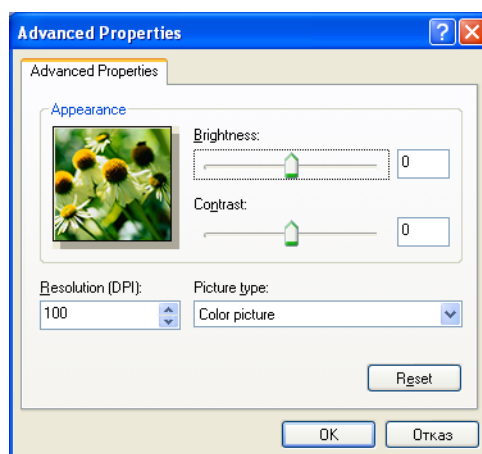 Advanced Properties
Advanced Properties
Appearance
Brightness:
0
Contrast:
0
Resolution (DPI):
Picture type:
100
Color picture
Reset
OK
Отказ